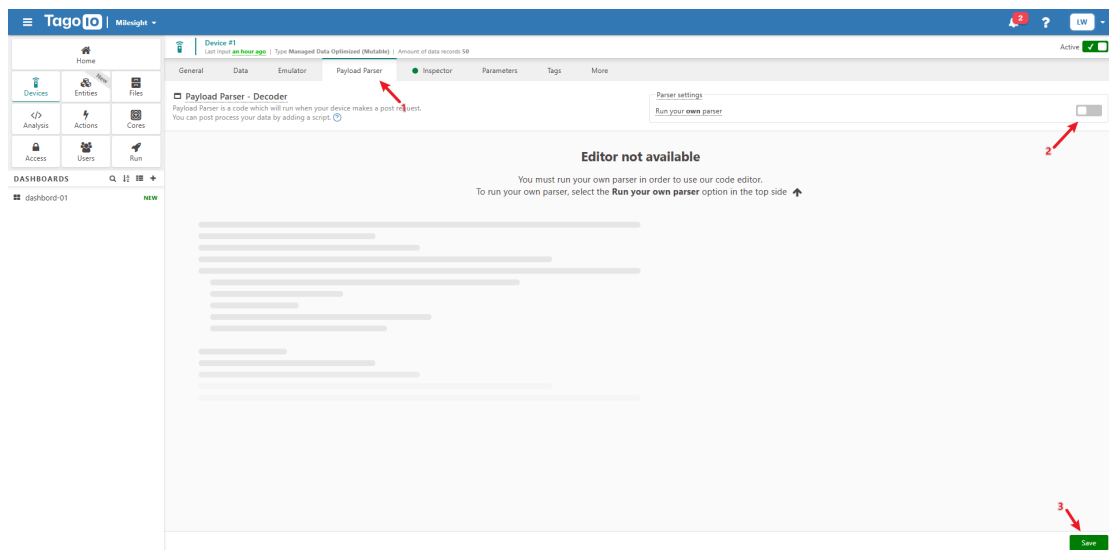 Tago IO | Milesight
2
?
LW
Home
Devices
Entities
New
Files
Analysis
Actions
Cores
Access
Users
Run
DASHBOARDS
dashbord-01
NEW
Device #1
Last input an hour ago | Type Managed Data Optimized (Mutable) | Amount of data records 50
Active
General Data Emulator Payload Parser Inspector Parameters Tags More
1
Payload Parser - Decoder
Payload Parser is a code which will run when your device makes a post request.
You can post process your data by adding a script. ?
Parser settings
Run your own parser
2
Editor not available
You must run your own parser in order to use our code editor.
To run your own parser, select the Run your own parser option in the top side
3
Save